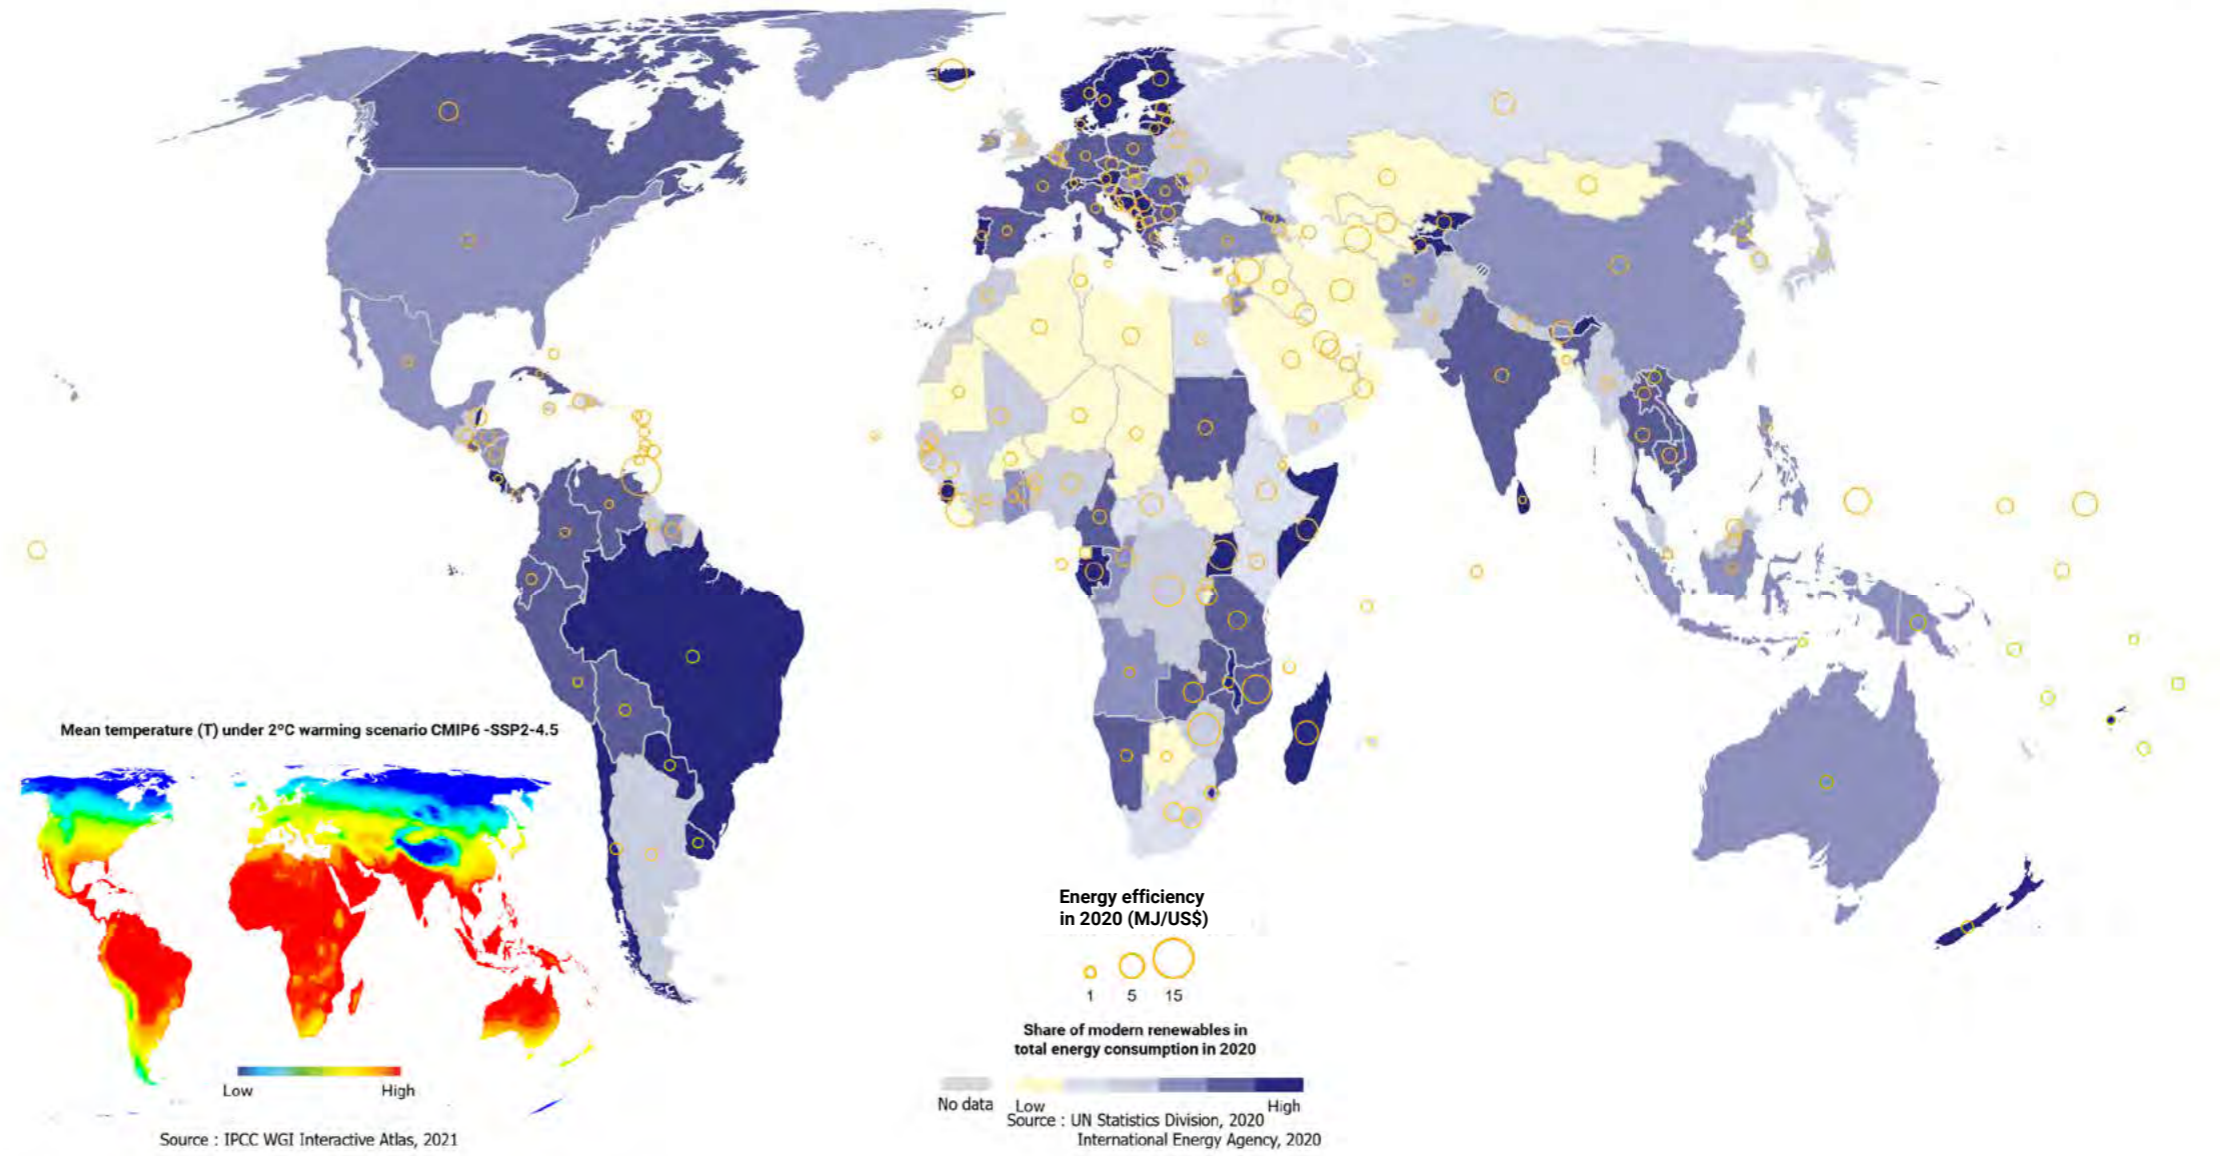 Mean temperature (T) under 2°C warming scenario CMIP6 -SSP2-4.5
Low High
Source : IPCC WGI Interactive Atlas, 2021
Energy efficiency
in 2020 (MJ/US$)
1 5 15
Share of modern renewables in
total energy consumption in 2020
No data Low High
Source : UN Statistics Division, 2020
International Energy Agency, 2020